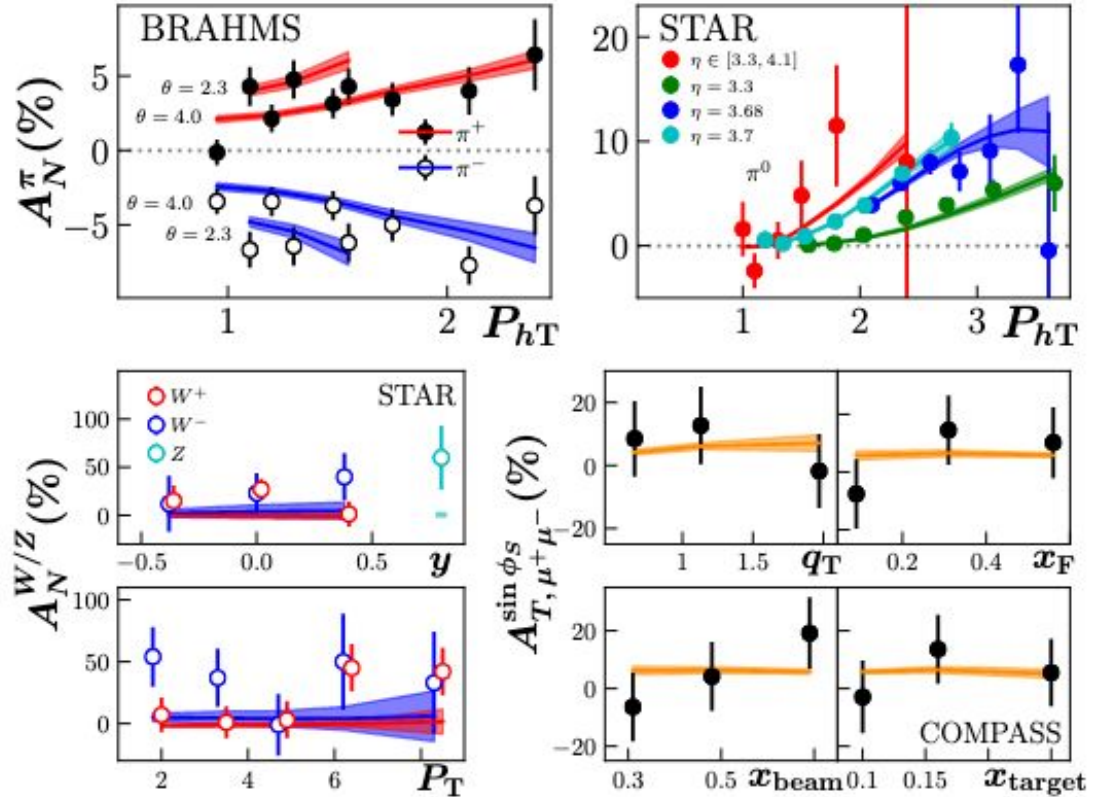 BRAHMS
A_N^π (%)
5
0
−5
θ = 2.3
θ = 4.0
θ = 4.0
θ = 2.3
π⁺
π⁻
1
2
P_hT
STAR
η ∈ [3.3, 4.1]
η = 3.3
η = 3.68
η = 3.7
π⁰
20
10
0
1
2
3
P_hT
A_N^{W/Z} (%)
W⁺
W⁻
Z
STAR
100
50
0
−0.5
0.0
0.5
y
100
50
0
2
4
6
8
P_T
A_{T, μ⁺μ⁻}^{sin φ_S} (%)
20
0
−20
1
1.5
q_T
0.2
0.4
x_F
20
0
−20
0.3
0.5
x_beam
COMPASS
0.1
0.15
x_target